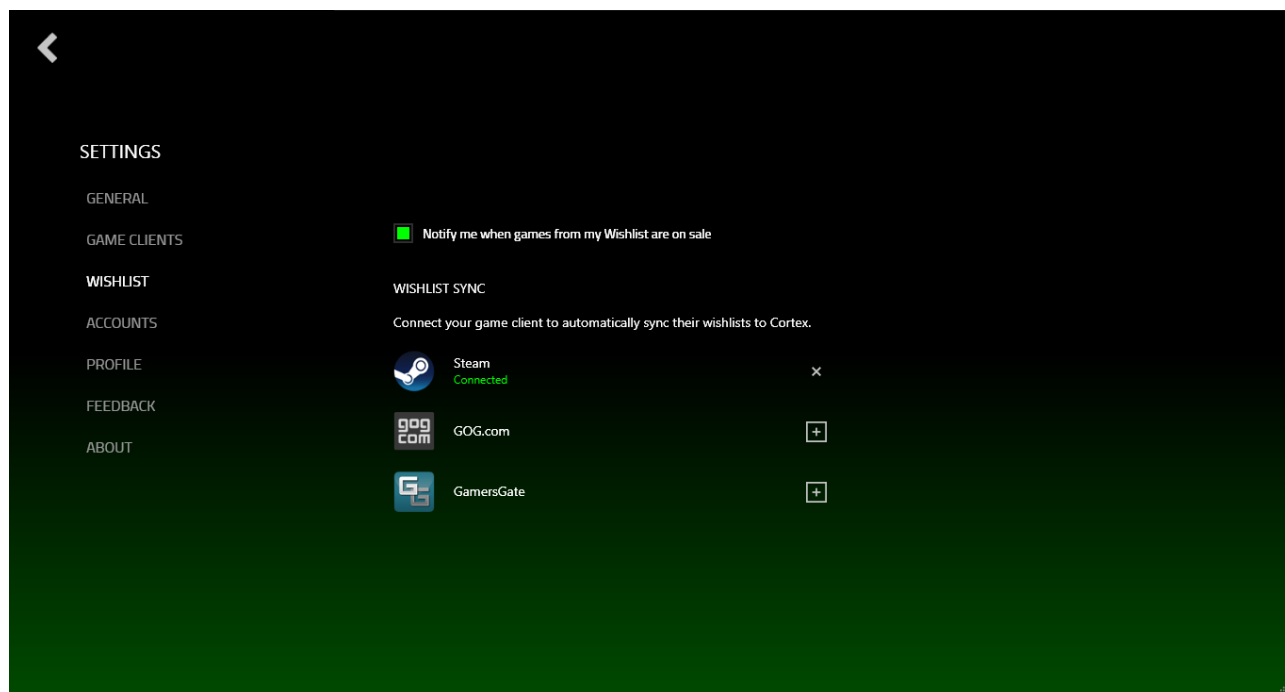 SETTINGS
GENERAL
GAME CLIENTS
WISHLIST
ACCOUNTS
PROFILE
FEEDBACK
ABOUT
Notify me when games from my Wishlist are on sale
WISHLIST SYNC
Connect your game client to automatically sync their wishlists to Cortex.
Steam
Connected
gog
com
GOG.com
GG
GamersGate